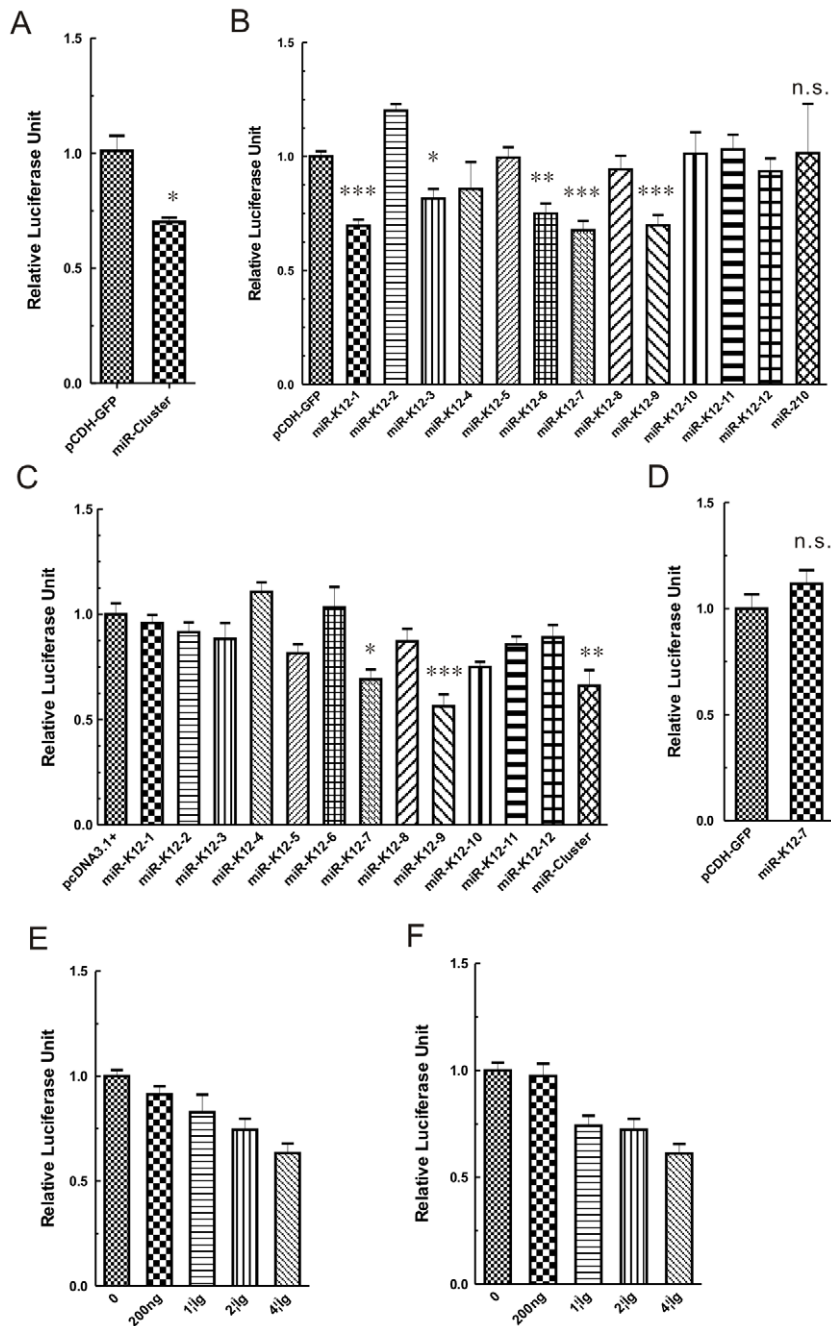 A
1.5
1.0
0.5
0.0
Relative Luciferase Unit
*
pCDH-GFP
miR-Cluster
B
1.5
1.0
0.5
0.0
Relative Luciferase Unit
***
*
**
***
***
n.s.
pCDH-GFP
miR-K12-1
miR-K12-2
miR-K12-3
miR-K12-4
miR-K12-5
miR-K12-6
miR-K12-7
miR-K12-8
miR-K12-9
miR-K12-10
miR-K12-11
miR-K12-12
miR-210
C
1.5
1.0
0.5
0.0
Relative Luciferase Unit
*
***
**
pcDNA3.1+
miR-K12-1
miR-K12-2
miR-K12-3
miR-K12-4
miR-K12-5
miR-K12-6
miR-K12-7
miR-K12-8
miR-K12-9
miR-K12-10
miR-K12-11
miR-K12-12
miR-Cluster
D
1.5
1.0
0.5
0.0
Relative Luciferase Unit
n.s.
pCDH-GFP
miR-K12-7
E
1.5
1.0
0.5
0.0
Relative Luciferase Unit
0
200ng
1¦Ìg
2¦Ìg
4¦Ìg
F
1.5
1.0
0.5
0.0
Relative Luciferase Unit
0
200ng
1¦Ìg
2¦Ìg
4¦Ìg